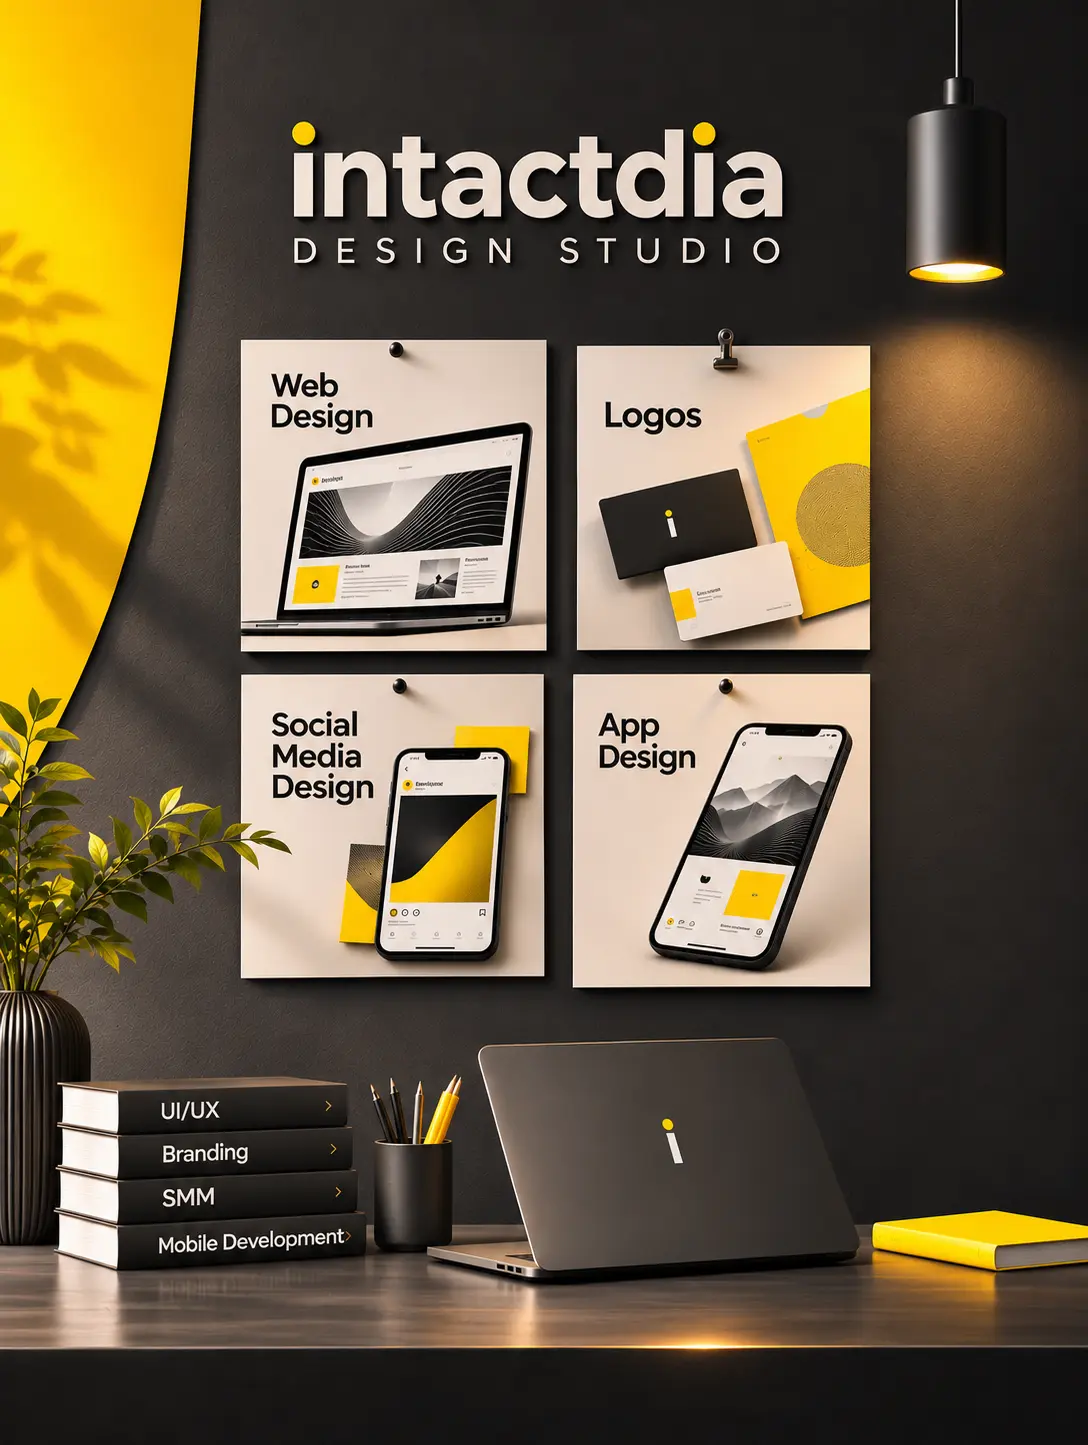 intactdia
DESIGN STUDIO
Web
Design
Logos
i
Social
Media
Design
App
Design
UI/UX
Branding
SMM
Mobile Development
i